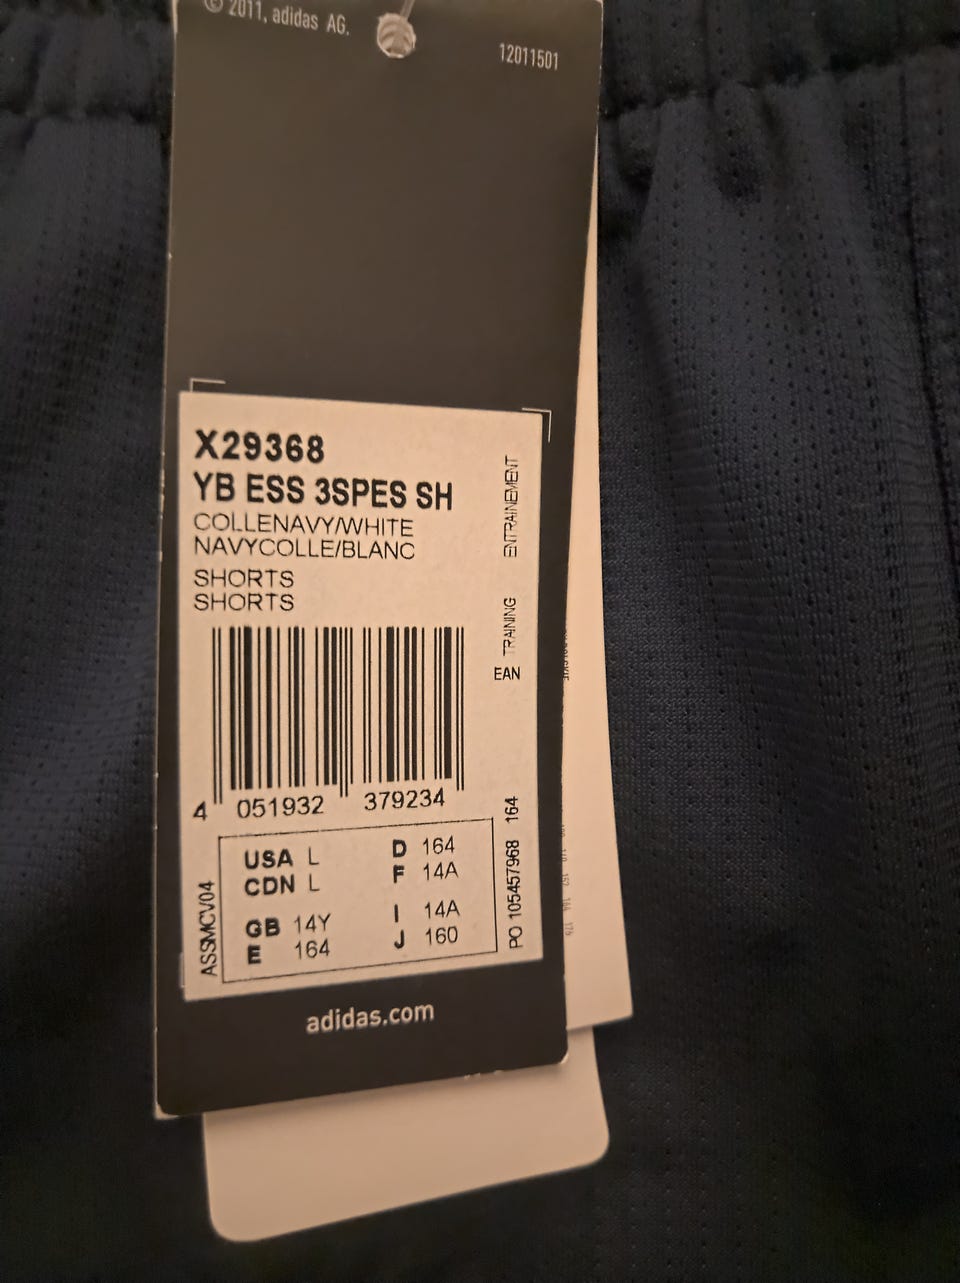 © 2011, adidas AG.
12011501
X29368
YB ESS 3SPES SH
COLLENAVY/WHITE
NAVYCOLLE/BLANC
SHORTS
SHORTS
TRAINING ENTRAINEMENT
EAN
4 051932 379234
USA L
CDN L
GB 14Y
E 164
D 164
F 14A
I 14A
J 160
ASSMCV04
PO 105457968 164
adidas.com